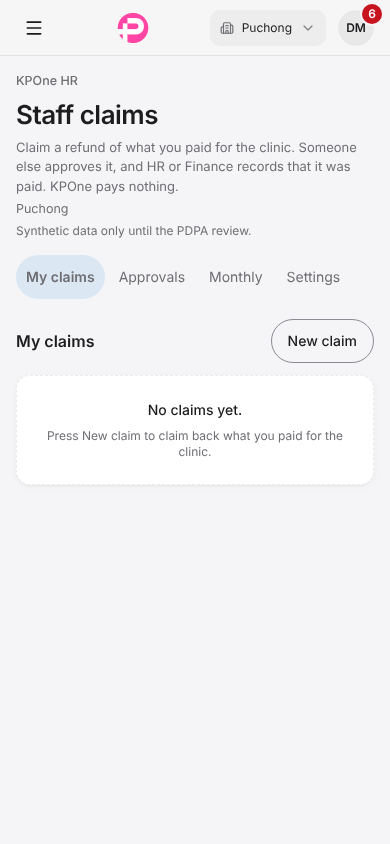 Puchong
DM
6
KPOne HR
Staff claims
Claim a refund of what you paid for the clinic. Someone
else approves it, and HR or Finance records that it was
paid. KPOne pays nothing.
Puchong
Synthetic data only until the PDPA review.
My claims
Approvals
Monthly
Settings
My claims
New claim
No claims yet.
Press New claim to claim back what you paid for the
clinic.